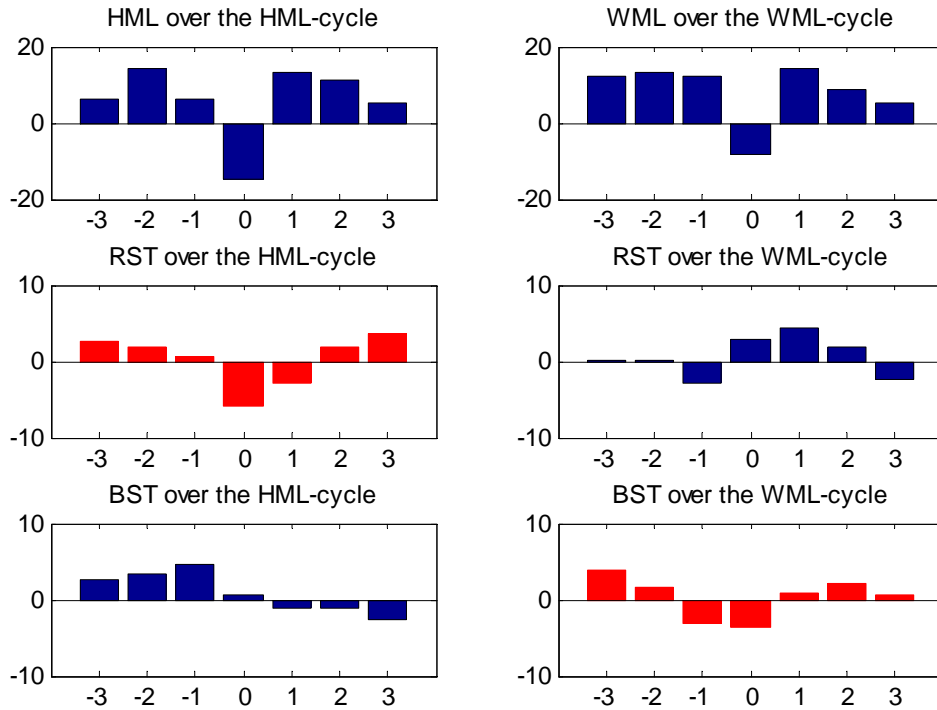 HML over the HML-cycle
20
0
-20
-3 -2 -1 0 1 2 3
WML over the WML-cycle
20
0
-20
-3 -2 -1 0 1 2 3
RST over the HML-cycle
10
0
-10
-3 -2 -1 0 1 2 3
RST over the WML-cycle
10
0
-10
-3 -2 -1 0 1 2 3
BST over the HML-cycle
10
0
-10
-3 -2 -1 0 1 2 3
BST over the WML-cycle
10
0
-10
-3 -2 -1 0 1 2 3